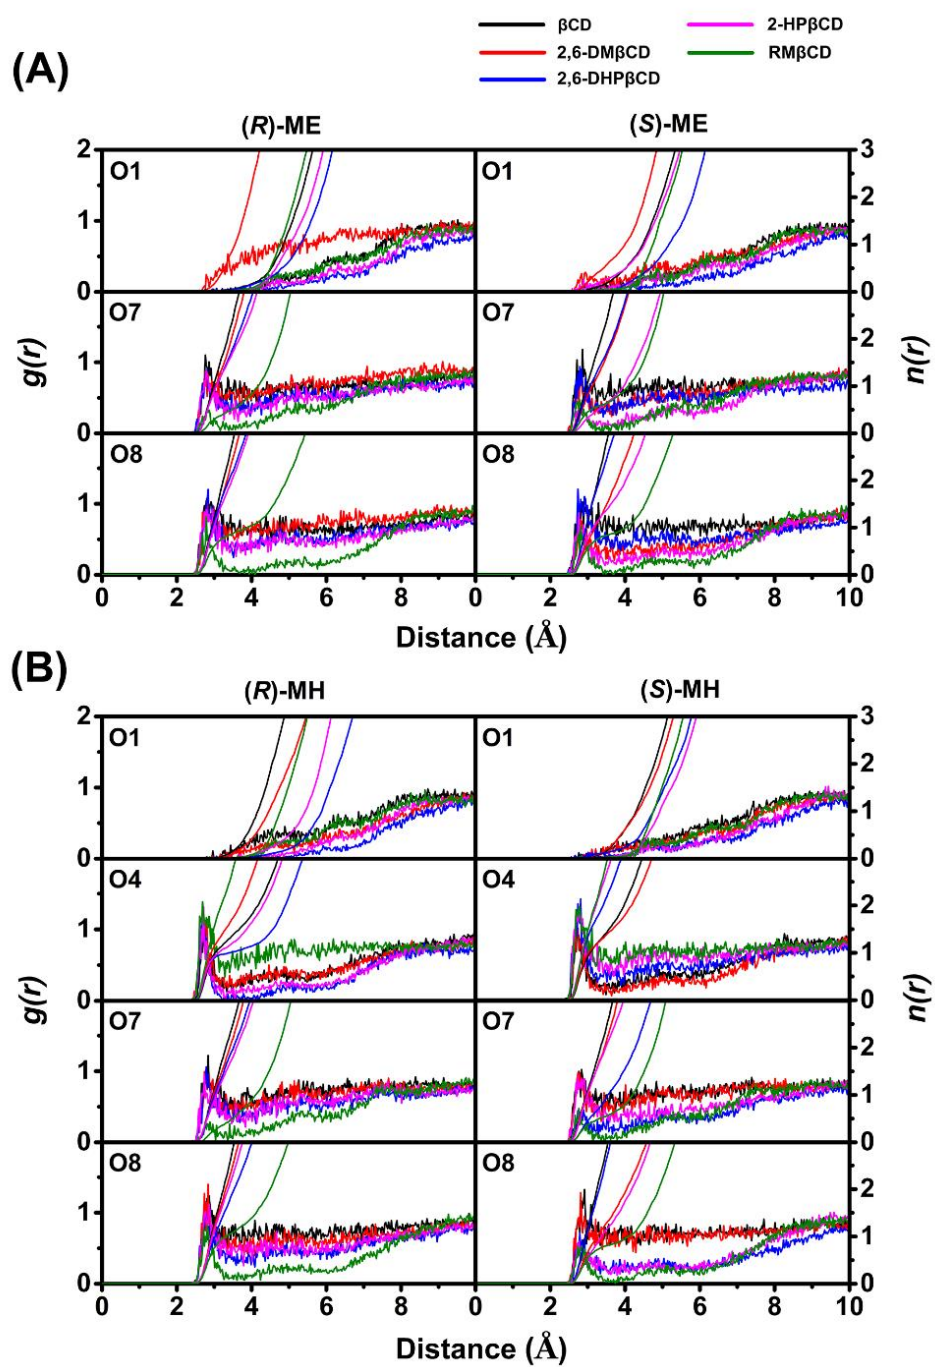 βCD
2-HPβCD
2,6-DMβCD
RMβCD
2,6-DHPβCD
(A)
(R)-ME
(S)-ME
2
O1
O1
3
1
2
1
0
O7
O7
0
1
2
1
0
O8
O8
0
1
2
1
0
0
0 2 4 6 8 0 2 4 6 8 10
g(r)
n(r)
Distance (Å)
(B)
(R)-MH
(S)-MH
2
O1
O1
3
1
2
1
0
O4
O4
0
1
2
1
0
O7
O7
0
1
2
1
0
O8
O8
0
1
2
1
0
0
0 2 4 6 8 0 2 4 6 8 10
g(r)
n(r)
Distance (Å)